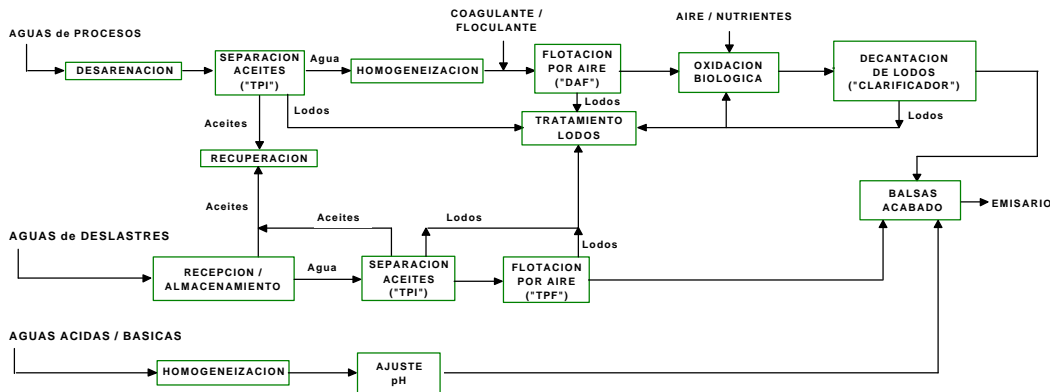 COAGULANTE /
FLOCULANTE
AIRE / NUTRIENTES
AGUAS de PROCESOS
DESARENACION
SEPARACION
ACEITES
("TPI")
Agua
HOMOGENEIZACION
FLOTACION
POR AIRE
("DAF")
OXIDACION
BIOLOGICA
DECANTACION
DE LODOS
("CLARIFICADOR")
Lodos
Lodos
Lodos
Aceites
TRATAMIENTO
LODOS
RECUPERACION
Aceites
Aceites
Lodos
BALSAS
ACABADO
EMISARIO
AGUAS de DESLASTRES
Lodos
RECEPCION /
ALMACENAMIENTO
Agua
SEPARACION
ACEITES
("TPI")
FLOTACION
POR AIRE
("TPF")
AGUAS ACIDAS / BASICAS
HOMOGENEIZACION
AJUSTE
pH